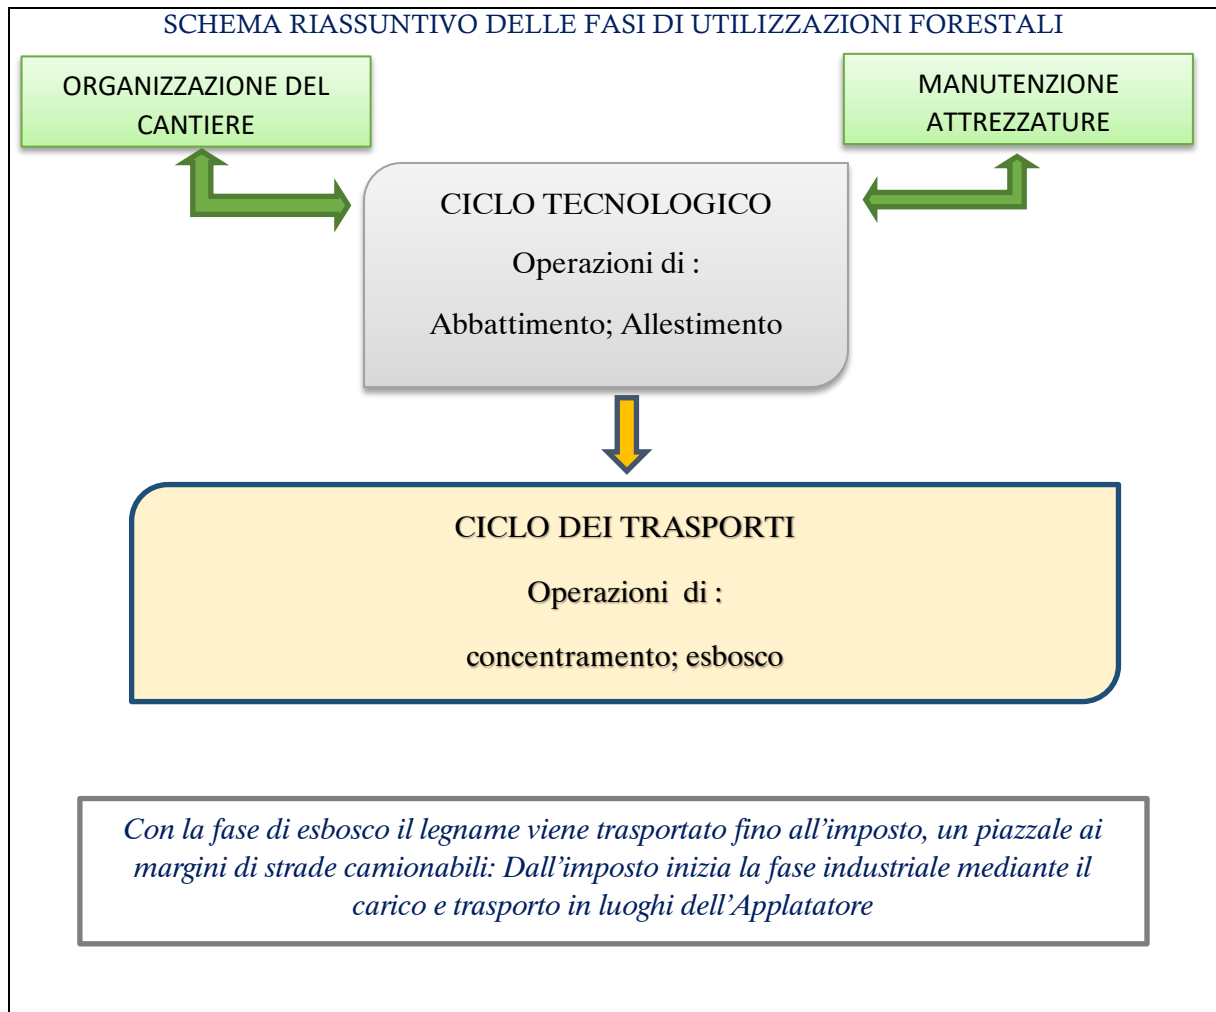 SCHEMA RIASSUNTIVO DELLE FASI DI UTILIZZAZIONI FORESTALI
ORGANIZZAZIONE DEL
CANTIERE
MANUTENZIONE
ATTREZZATURE
CICLO TECNOLOGICO
Operazioni di :
Abbattimento; Allestimento
CICLO DEI TRASPORTI
Operazioni di :
concentramento; esbosco
Con la fase di esbosco il legname viene trasportato fino all’imposto, un piazzale ai
margini di strade camionabili: Dall’imposto inizia la fase industriale mediante il
carico e trasporto in luoghi dell’Applatatore